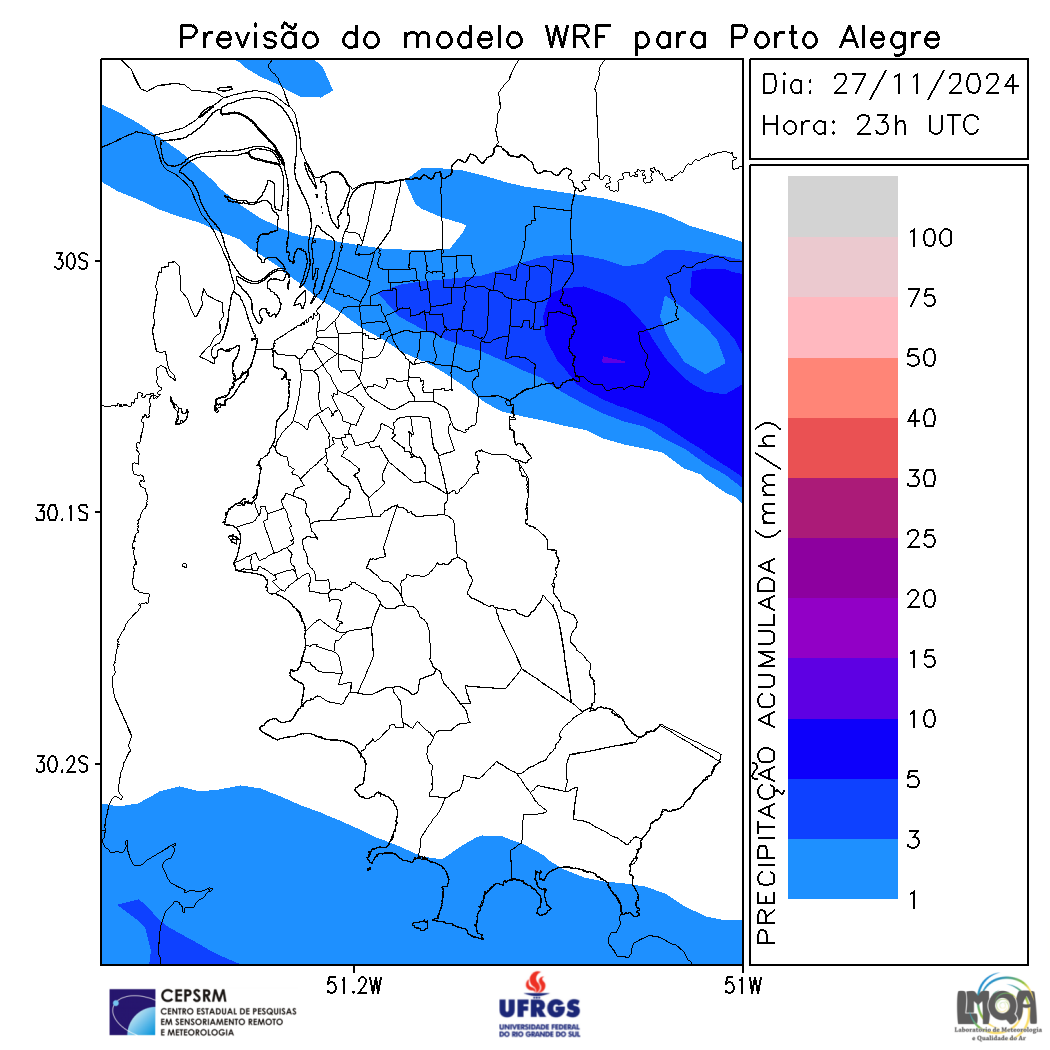 Previsão do modelo WRF para Porto Alegre
Dia: 27/11/2024
Hora: 23h UTC
30S
30.1S
30.2S
51.2W
51W
PRECIPITAÇÃO ACUMULADA (mm/h)
100
75
50
40
30
25
20
15
10
5
3
1
CEPSRM
CENTRO ESTADUAL DE PESQUISAS
EM SENSORIAMENTO REMOTO
E METEOROLOGIA
UFRGS
UNIVERSIDADE FEDERAL
DO RIO GRANDE DO SUL
LMQA
Laboratório de Meteorologia
e Qualidade do Ar